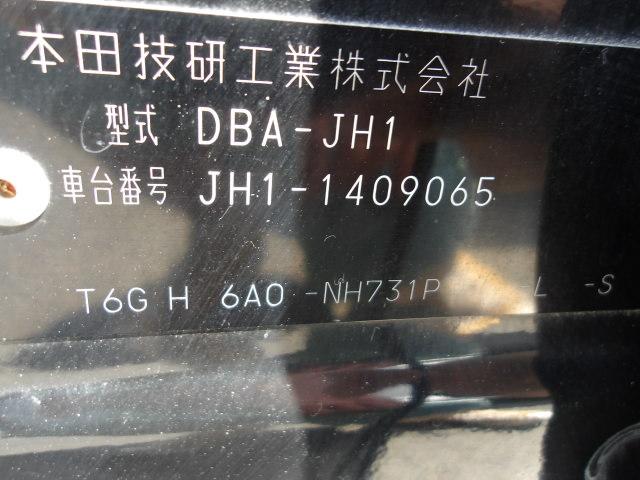 本田技研工業株式会社
型式 DBA-JH1
車台番号 JH1-1409065
T6G H 6A0 -NH731P -L -S